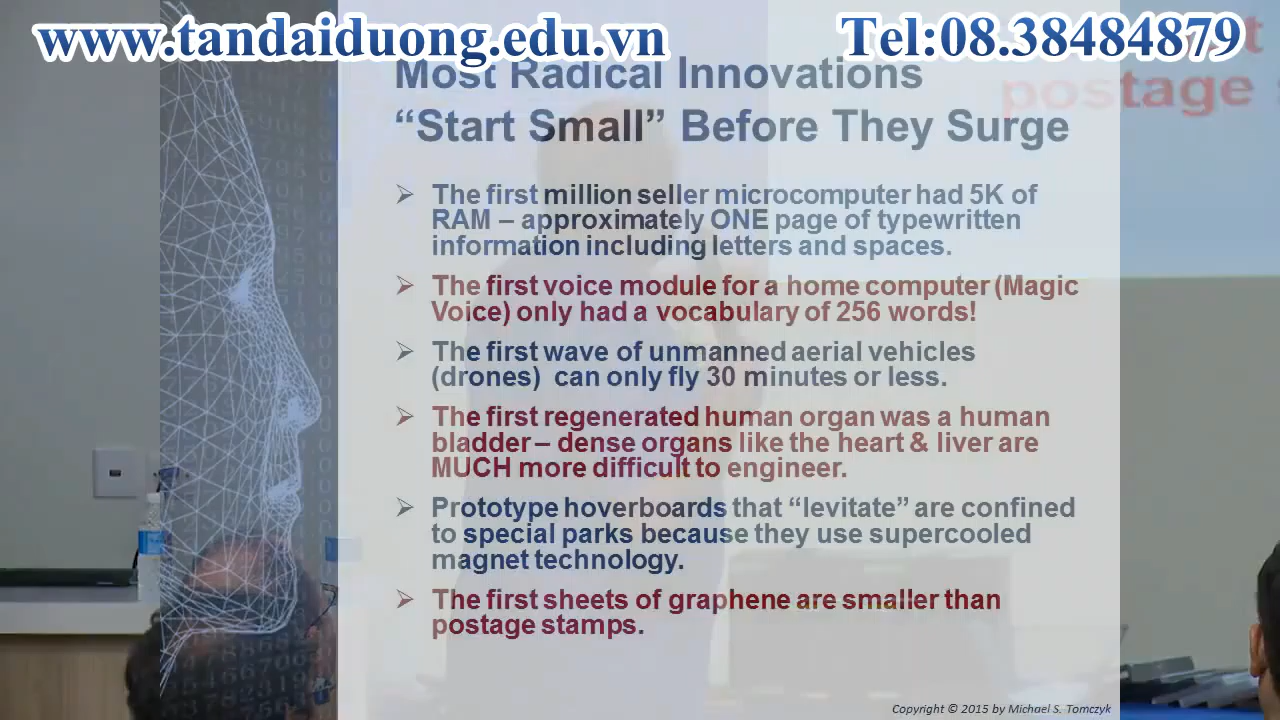 www.tandaiduong.edu.vn
Tel:08.38484879
Most Radical Innovations
“Start Small” Before They Surge
postage
➢ The first million seller microcomputer had 5K of
RAM – approximately ONE page of typewritten
information including letters and spaces.
➢ The first voice module for a home computer (Magic
Voice) only had a vocabulary of 256 words!
➢ The first wave of unmanned aerial vehicles
(drones) can only fly 30 minutes or less.
➢ The first regenerated human organ was a human
bladder – dense organs like the heart & liver are
MUCH more difficult to engineer.
➢ Prototype hoverboards that “levitate” are confined
to special parks because they use supercooled
magnet technology.
➢ The first sheets of graphene are smaller than
postage stamps.
Copyright © 2015 by Michael S. Tomczyk